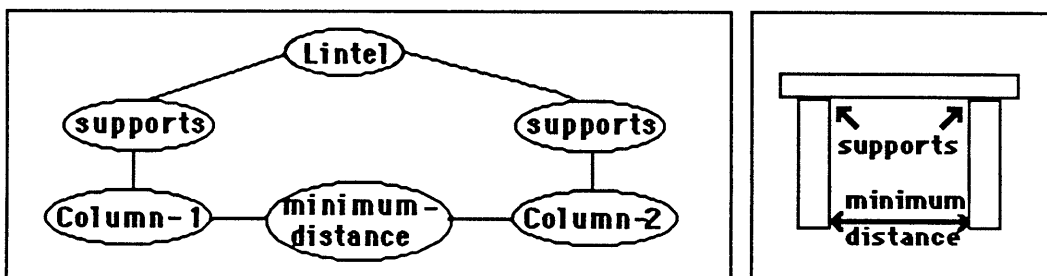 Lintel
supports
supports
Column-1
minimum-
distance
Column-2
supports
minimum
distance